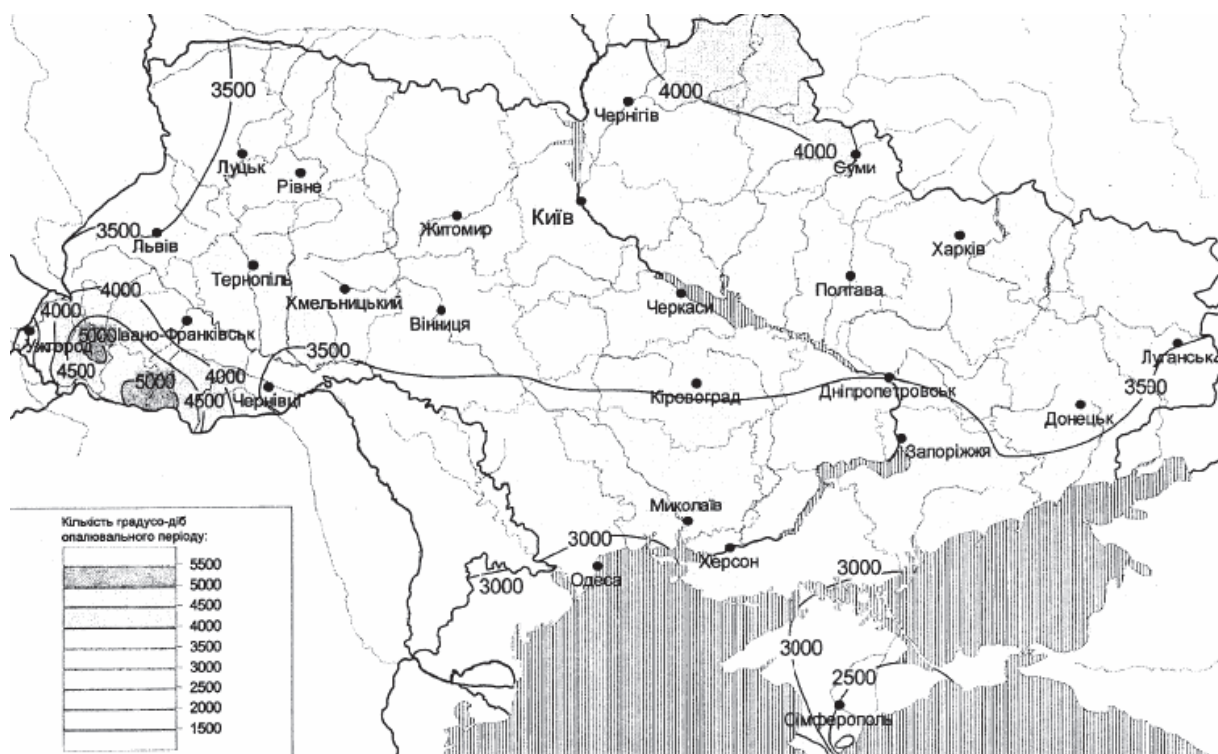 3500
4000
Чернігів
4000
Суми
Луцьк
Рівне
Київ
3500
Львів
Житомир
Харків
Тернопіль
Хмельницький
Полтава
Черкаси
Вінниця
4000
4000
5000
Івано-Франківськ
Ужгород
3500
Луганськ
4500
5000
4000
4500
Чернівці
Кіровоград
Дніпропетровськ
3590
Донецьк
Запоріжжя
Миколаїв
3000
Херсон
Одеса
3000
3000
3000
2500
Сімферополь
Кількість градусо-діб
опалювального періоду:
5500
5000
4500
4000
3500
3000
2500
2000
1500